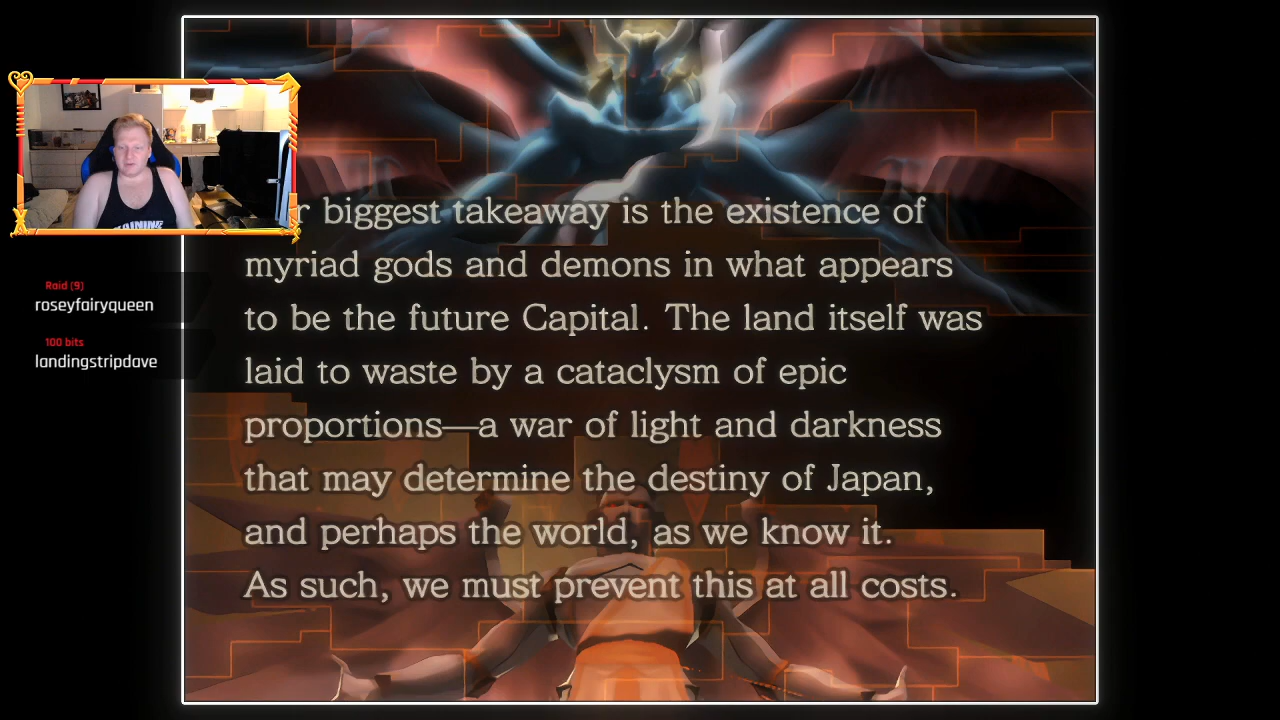 biggest takeaway is the existence of
myriad gods and demons in what appears
to be the future Capital. The land itself was
laid to waste by a cataclysm of epic
proportions—a war of light and darkness
that may determine the destiny of Japan,
and perhaps the world, as we know it.
As such, we must prevent this at all costs.
Raid (9)
roseyfairyqueen
100 bits
landingstripdave